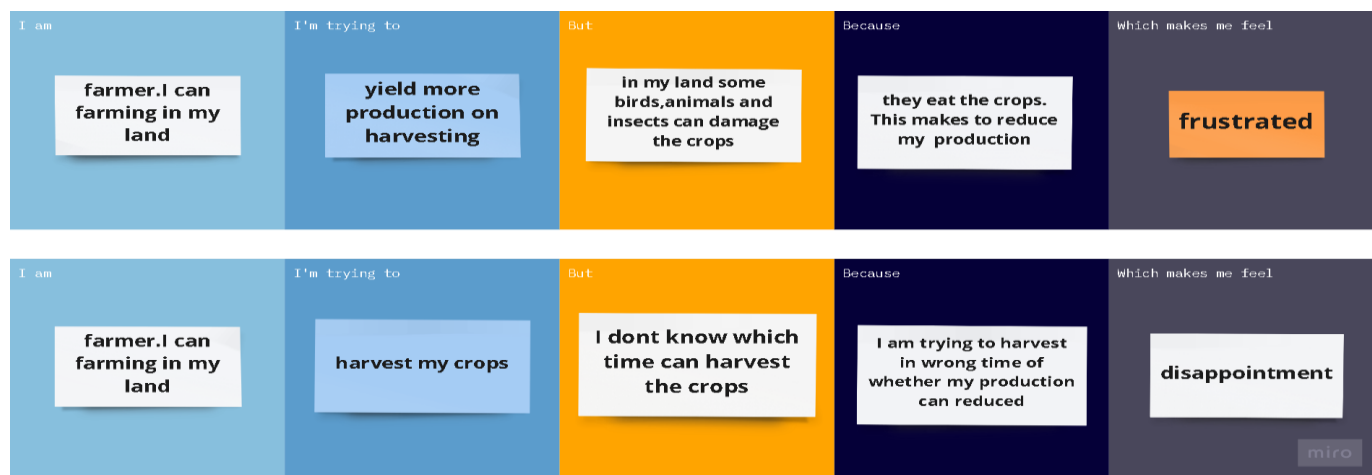 I am
farmer.I can
farming in my
land
I'm trying to
yield more
production on
harvesting
But
in my land some
birds,animals and
insects can damage
the crops
Because
they eat the crops.
This makes to reduce
my production
Which makes me feel
frustrated
I am
farmer.I can
farming in my
land
I'm trying to
harvest my crops
But
I dont know which
time can harvest
the crops
Because
I am trying to harvest
in wrong time of
whether my production
can reduced
Which makes me feel
disappointment
miro